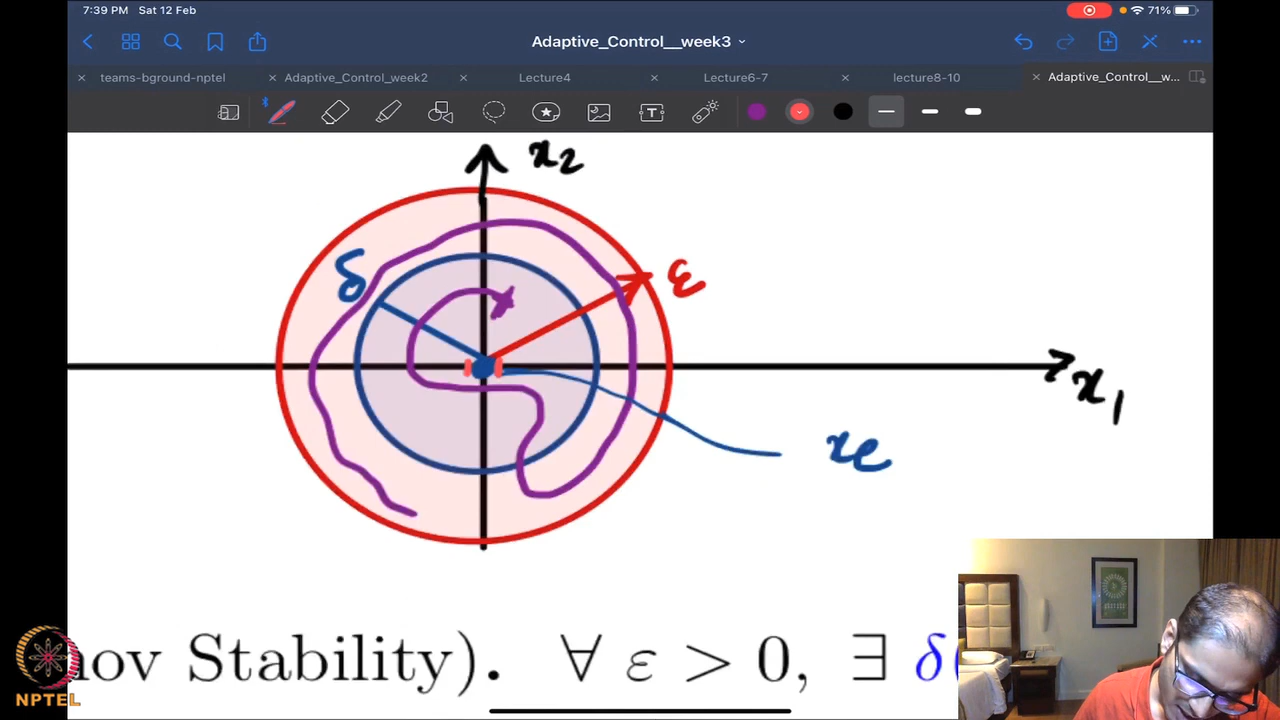 7:39 PM Sat 12 Feb
71%
Adaptive_Control__week3
teams-bground-nptel
Adaptive_Control_week2
Lecture4
Lecture6-7
lecture8-10
Adaptive_Control__w...
T
x2
δ
ε
x1
xe
nov Stability). ∀ ε > 0, ∃ δ(
NPTEL